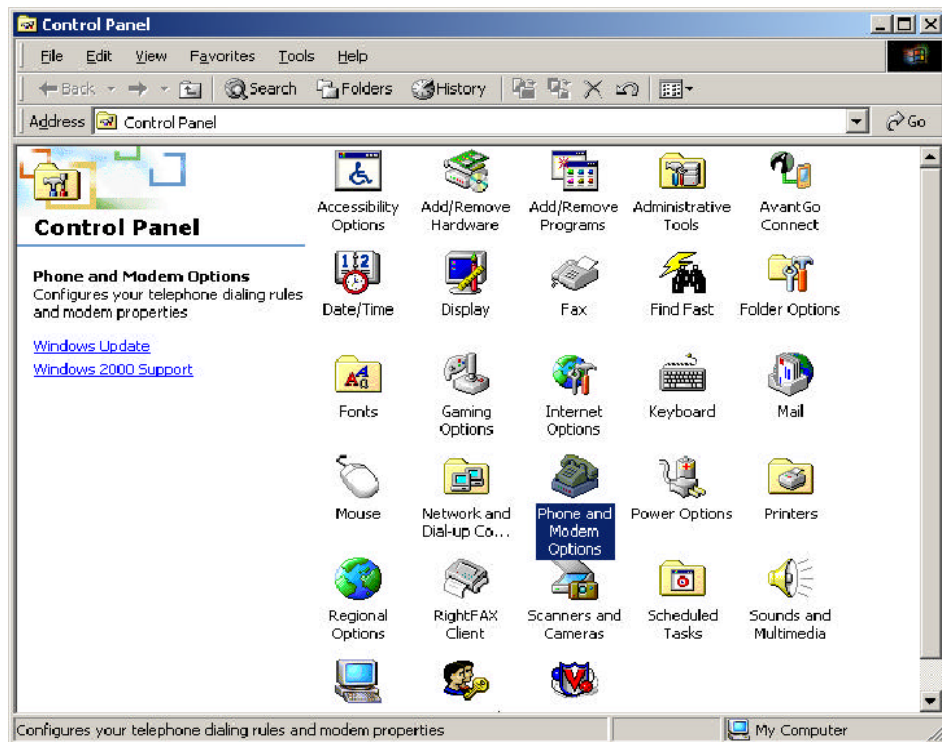 Control Panel
File Edit View Favorites Tools Help
Back Search Folders History
Address Control Panel Go
Control Panel
Phone and Modem Options
Configures your telephone dialing rules
and modem properties
Windows Update
Windows 2000 Support
Accessibility
Options
Add/Remove
Hardware
Add/Remove
Programs
Administrative
Tools
AvantGo
Connect
Date/Time
Display
Fax
Find Fast
Folder Options
Fonts
Gaming
Options
Internet
Options
Keyboard
Mail
Mouse
Network and
Dial-up Co...
Phone and
Modem
Options
Power Options
Printers
Regional
Options
RightFAX
Client
Scanners and
Cameras
Scheduled
Tasks
Sounds and
Multimedia
Configures your telephone dialing rules and modem properties My Computer